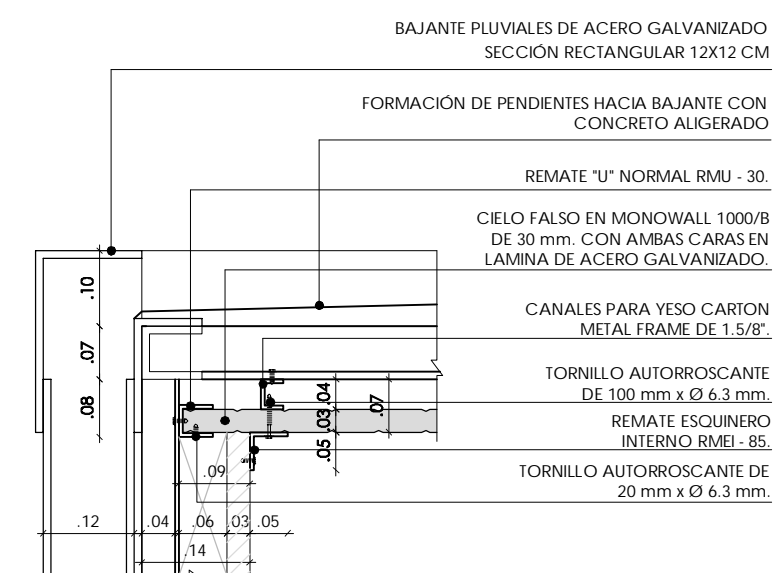 BAJANTE PLUVIALES DE ACERO GALVANIZADO
SECCIÓN RECTANGULAR 12X12 CM
FORMACIÓN DE PENDIENTES HACIA BAJANTE CON
CONCRETO ALIGERADO
REMATE "U" NORMAL RMU - 30.
CIELO FALSO EN MONOWALL 1000/B
DE 30 mm. CON AMBAS CARAS EN
LAMINA DE ACERO GALVANIZADO.
CANALES PARA YESO CARTON
METAL FRAME DE 1.5/8".
TORNILLO AUTORROSCANTE
DE 100 mm x Ø 6.3 mm.
REMATE ESQUINERO
INTERNO RMEI - 85.
TORNILLO AUTORROSCANTE DE
20 mm x Ø 6.3 mm.
.10
.07
.08
.04
.03
.05
.07
.09
.12
.04
.06
.03
.05
.14